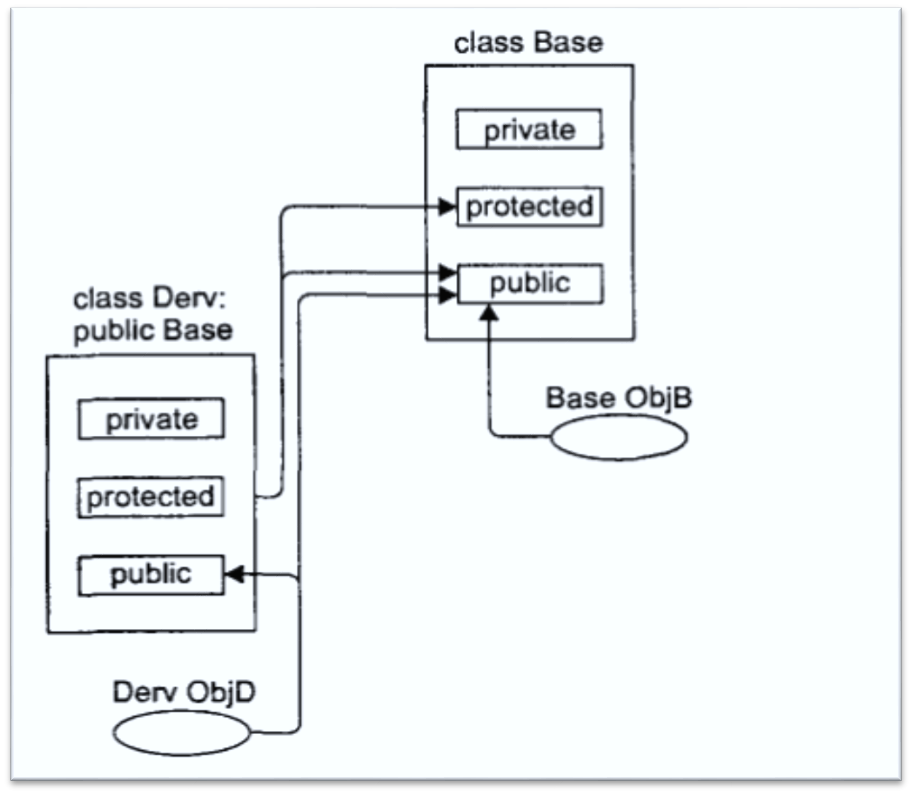 class Base
private
protected
public
class Derv:
public Base
private
protected
public
Base ObjB
Derv ObjD